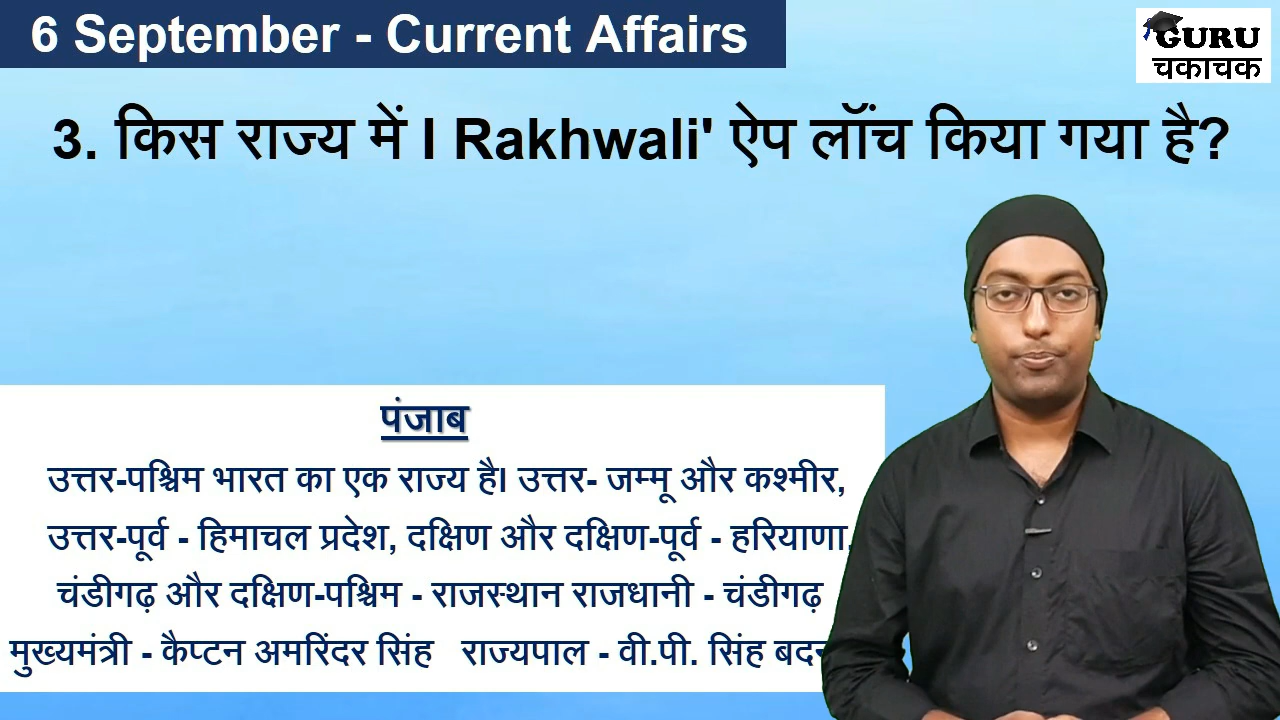 6 September - Current Affairs
GURU
चकाचक
3. किस राज्य में I Rakhwali' ऐप लॉंच किया गया है?
पंजाब
उत्तर-पश्चिम भारत का एक राज्य है। उत्तर- जम्मू और कश्मीर,
उत्तर-पूर्व - हिमाचल प्रदेश, दक्षिण और दक्षिण-पूर्व - हरियाणा,
चंडीगढ़ और दक्षिण-पश्चिम - राजस्थान राजधानी - चंडीगढ़
मुख्यमंत्री - कैप्टन अमरिंदर सिंह राज्यपाल - वी.पी. सिंह